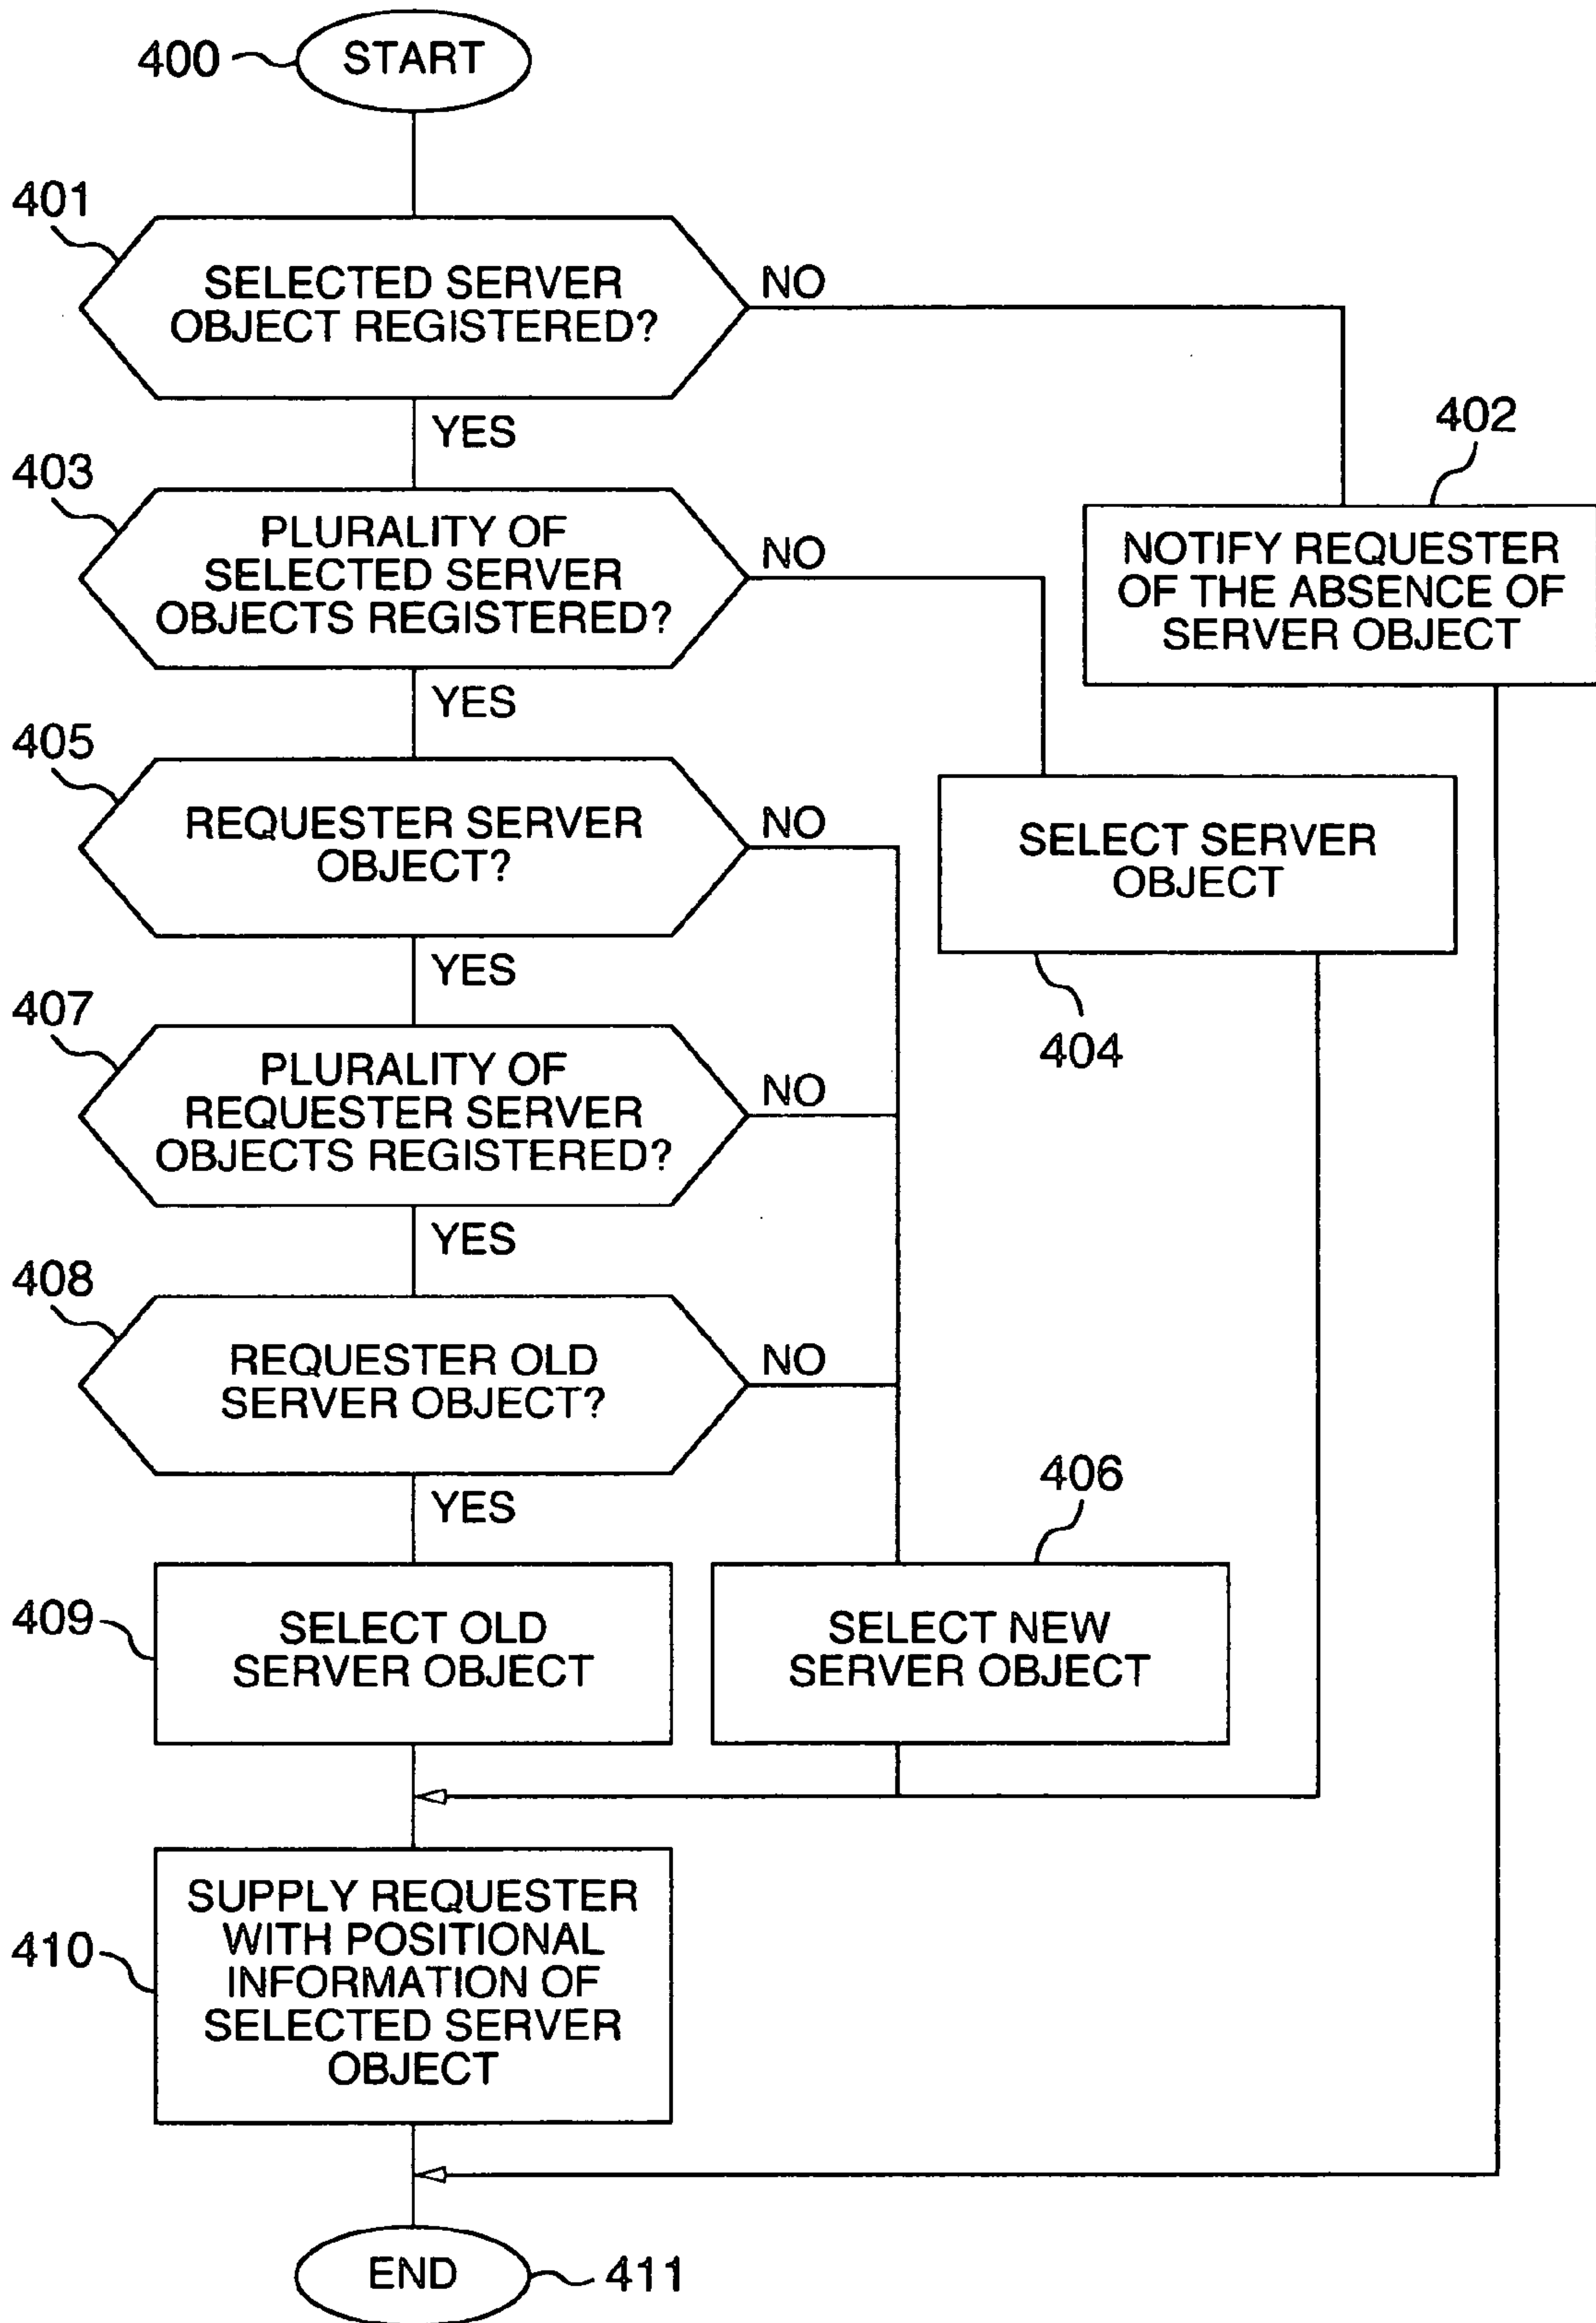 400
START
401
SELECTED SERVER
OBJECT REGISTERED?
NO
YES
402
NOTIFY REQUESTER
OF THE ABSENCE OF
SERVER OBJECT
403
PLURALITY OF
SELECTED SERVER
OBJECTS REGISTERED?
NO
YES
404
SELECT SERVER
OBJECT
405
REQUESTER SERVER
OBJECT?
NO
YES
407
PLURALITY OF
REQUESTER SERVER
OBJECTS REGISTERED?
NO
YES
408
REQUESTER OLD
SERVER OBJECT?
NO
YES
406
SELECT NEW
SERVER OBJECT
409
SELECT OLD
SERVER OBJECT
410
SUPPLY REQUESTER
WITH POSITIONAL
INFORMATION OF
SELECTED SERVER
OBJECT
END
411